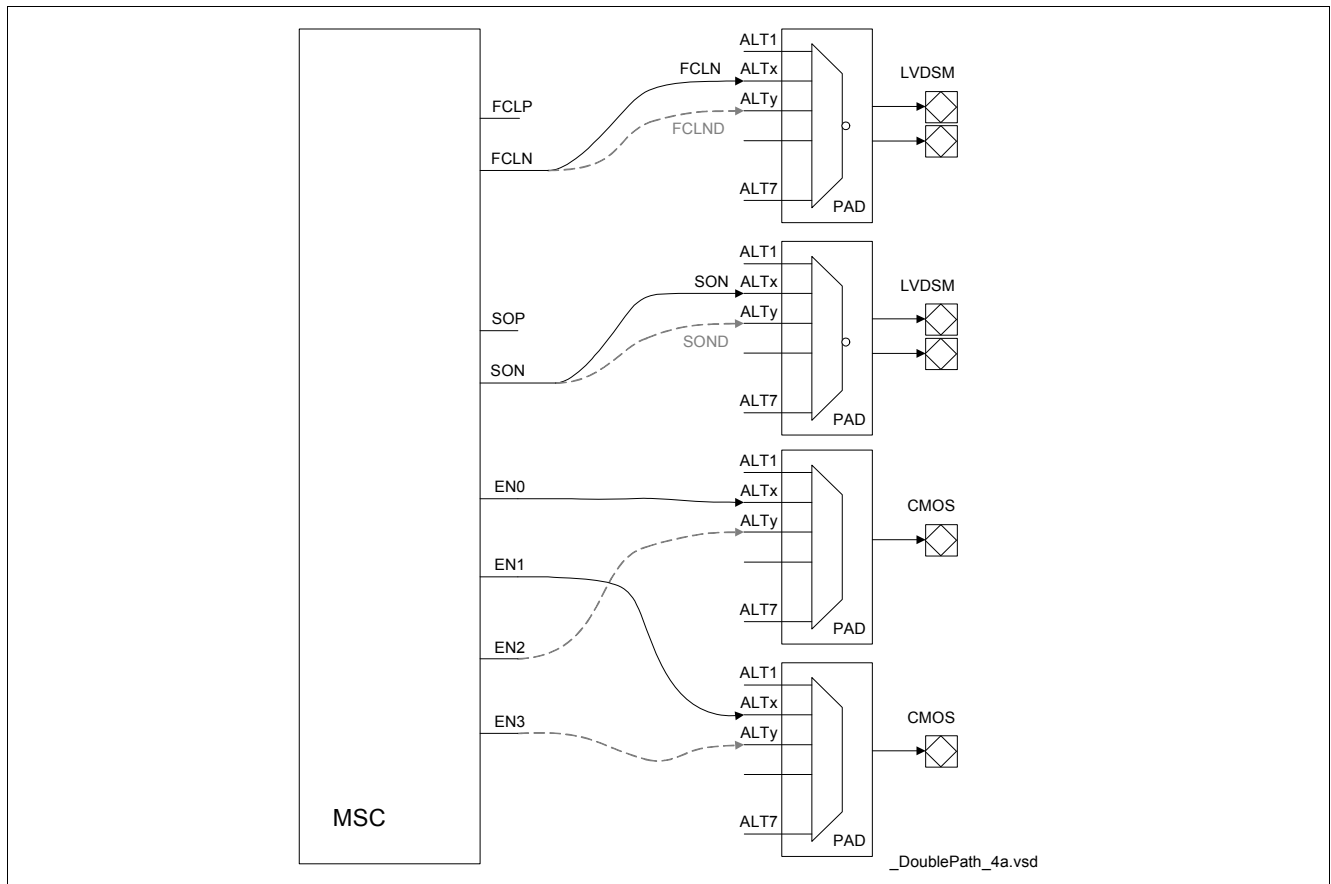 ALT1
FCLN
ALTx
LVDSM
FCLP
ALTy
FCLND
FCLN
ALT7
PAD
ALT1
SON
ALTx
LVDSM
SOP
ALTy
SOND
SON
ALT7
PAD
ALT1
EN0
ALTx
CMOS
ALTy
EN1
ALT7
PAD
EN2
ALT1
ALTx
EN3
CMOS
ALTy
MSC
ALT7
PAD
_DoublePath_4a.vsd